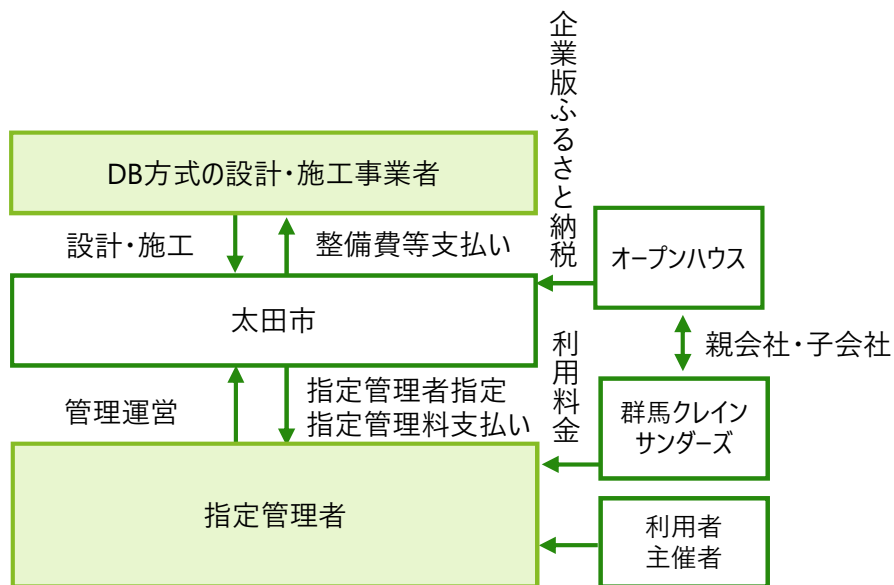 企業版ふるさと納税
DB方式の設計・施工事業者
設計・施工
整備費等支払い
オープンハウス
太田市
親会社・子会社
利用料金
管理運営
指定管理者指定
指定管理料支払い
群馬クレイン
サンダーズ
指定管理者
利用者
主催者